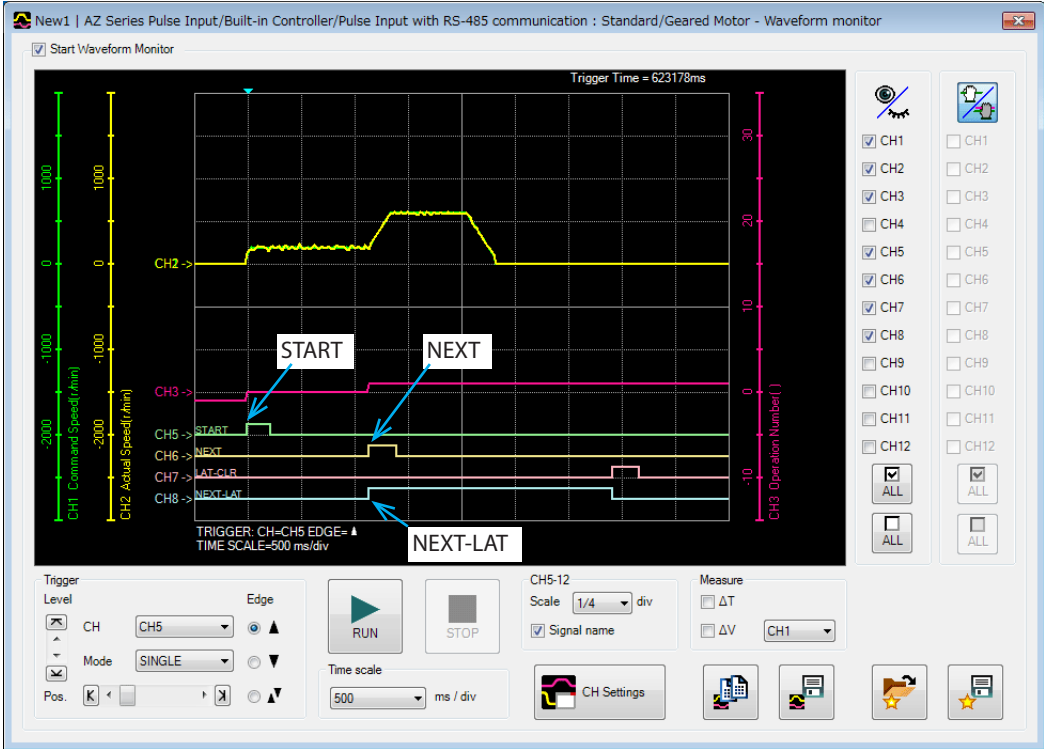 New1 | AZ Series Pulse Input/Built-in Controller/Pulse Input with RS-485 communication : Standard/Geared Motor - Waveform monitor
Start Waveform Monitor
Trigger Time = 623178ms
1000
0
-1000
-2000
CH1 Command Speed[r/min]
1000
0
-1000
-2000
CH2 Actual Speed[r/min]
30
20
10
0
-10
CH3 Operation Number[ ]
CH2 ->
START
NEXT
CH3 ->
CH5 -> START
CH6 -> NEXT
CH7 -> LAT-CLR
CH8 -> NEXT-LAT
NEXT-LAT
TRIGGER: CH=CH5 EDGE=
TIME SCALE=500 ms/div
CH1 CH1
CH2 CH2
CH3 CH3
CH4 CH4
CH5 CH5
CH6 CH6
CH7 CH7
CH8 CH8
CH9 CH9
CH10 CH10
CH11 CH11
CH12 CH12
ALL ALL
ALL ALL
Trigger
Level Edge
CH CH5
Mode SINGLE
Pos.
RUN STOP
Time scale
500 ms / div
CH5-12
Scale 1/4 div
Signal name
Measure
ΔT
ΔV CH1
CH Settings